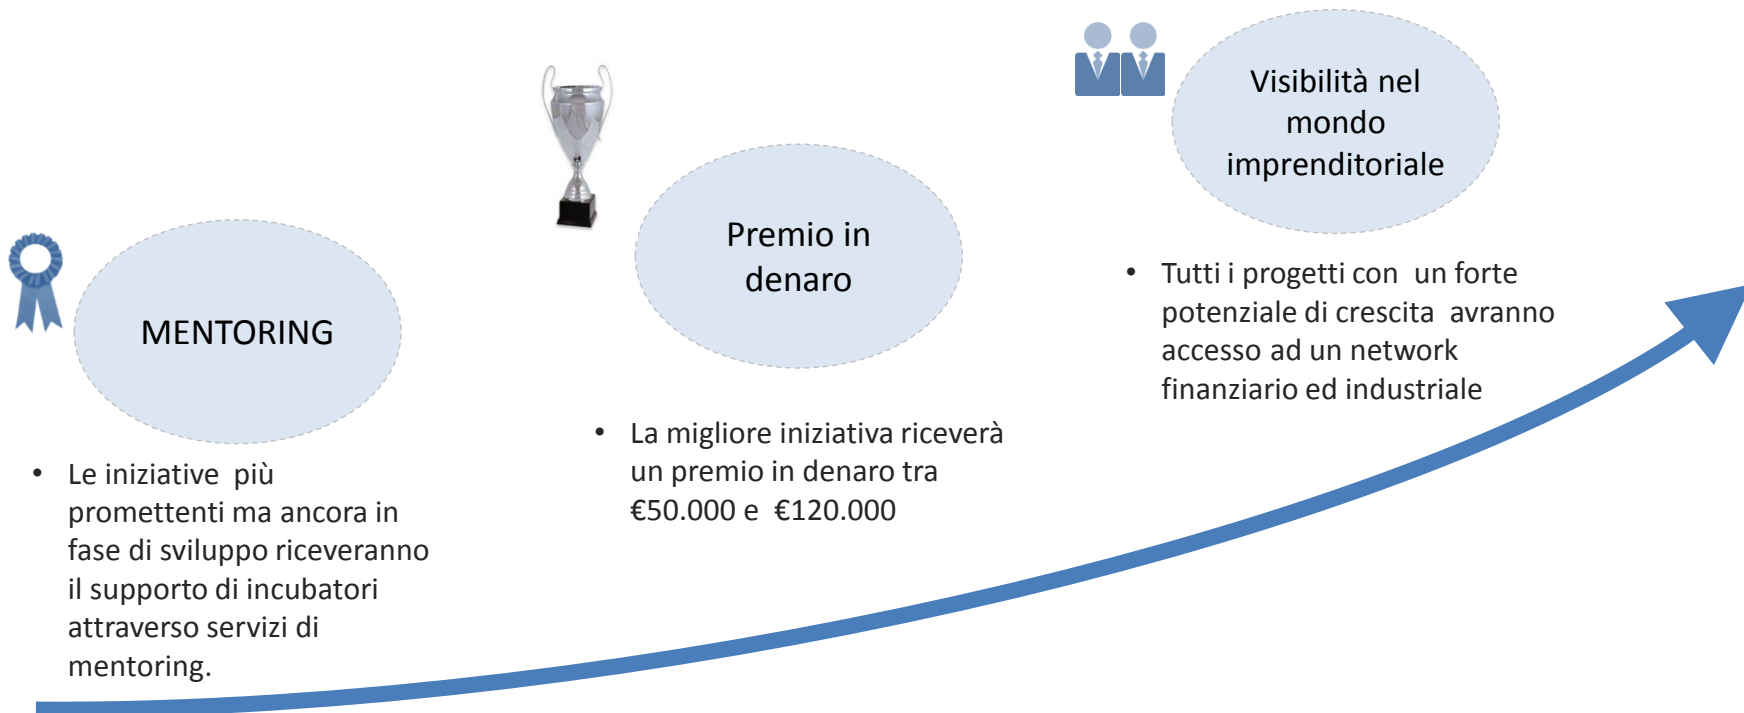 MENTORING
• Le iniziative più
promettenti ma ancora in
fase di sviluppo riceveranno
il supporto di incubatori
attraverso servizi di
mentoring.
Premio in
denaro
• La migliore iniziativa riceverà
un premio in denaro tra
€50.000 e €120.000
Visibilità nel
mondo
imprenditoriale
• Tutti i progetti con un forte
potenziale di crescita avranno
accesso ad un network
finanziario ed industriale